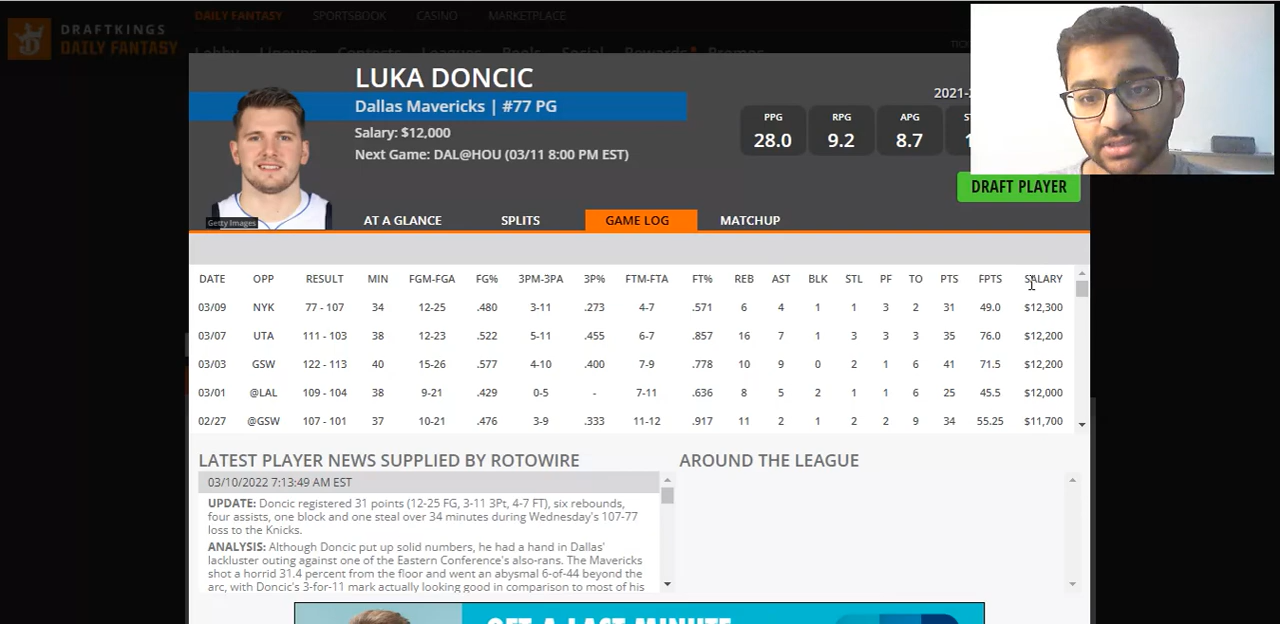 DRAFTKINGS
DAILY FANTASY
DAILY FANTASY SPORTSBOOK CASINO MARKETPLACE
Lobby Lineups Contests Leagues Pools Social Rewards Promos
LUKA DONCIC
Dallas Mavericks | #77 PG
Salary: $12,000
Next Game: DAL@HOU (03/11 8:00 PM EST)
Getty Images
2021-
PPG RPG APG
28.0 9.2 8.7
DRAFT PLAYER
AT A GLANCE SPLITS GAME LOG MATCHUP
DATE OPP RESULT MIN FGM-FGA FG% 3PM-3PA 3P% FTM-FTA FT% REB AST BLK STL PF TO PTS FPTS SALARY
03/09 NYK 77 - 107 34 12-25 .480 3-11 .273 4-7 .571 6 4 1 1 3 2 31 49.0 $12,300
03/07 UTA 111 - 103 38 12-23 .522 5-11 .455 6-7 .857 16 7 1 3 3 3 35 76.0 $12,200
03/03 GSW 122 - 113 40 15-26 .577 4-10 .400 7-9 .778 10 9 0 2 1 6 41 71.5 $12,200
03/01 @LAL 109 - 104 38 9-21 .429 0-5 - 7-11 .636 8 5 2 1 1 6 25 45.5 $12,000
02/27 @GSW 107 - 101 37 10-21 .476 3-9 .333 11-12 .917 11 2 1 2 2 9 34 55.25 $11,700
LATEST PLAYER NEWS SUPPLIED BY ROTOWIRE
03/10/2022 7:13:49 AM EST
UPDATE: Doncic registered 31 points (12-25 FG, 3-11 3Pt, 4-7 FT), six rebounds,
four assists, one block and one steal over 34 minutes during Wednesday's 107-77
loss to the Knicks.
ANALYSIS: Although Doncic put up solid numbers, he had a hand in Dallas'
lackluster outing against one of the Eastern Conference's also-rans. The Mavericks
shot a horrid 31.4 percent from the floor and went an abysmal 6-of-44 beyond the
arc, with Doncic's 3-for-11 mark actually looking good in comparison to most of his
AROUND THE LEAGUE
GET A LAST MINUTE